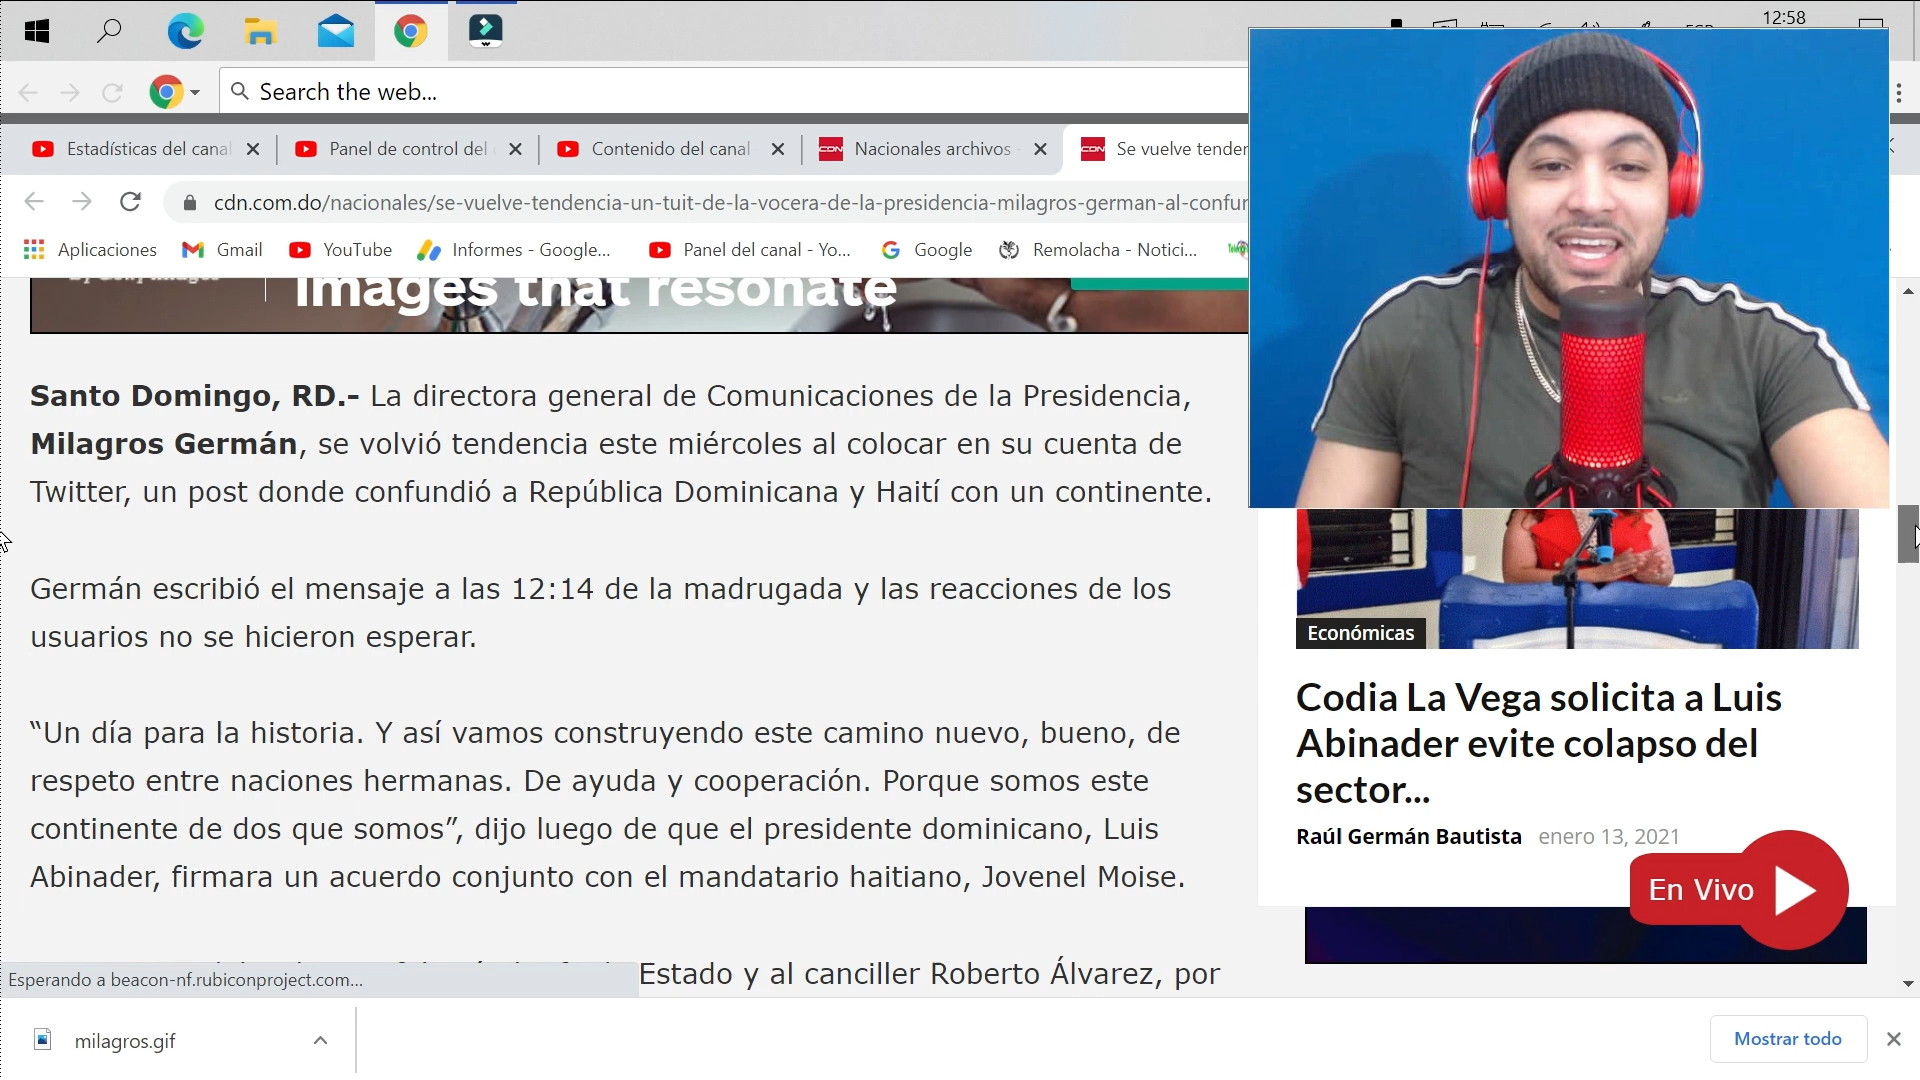 12:58
Search the web...
Estadísticas del canal
Panel de control del
Contenido del canal
CDN Nacionales archivos
CDN Se vuelve tenden
cdn.com.do/nacionales/se-vuelve-tendencia-un-tuit-de-la-vocera-de-la-presidencia-milagros-german-al-confun
Aplicaciones
Gmail
YouTube
Informes - Google...
Panel del canal - Yo...
Google
Remolacha - Notici...
images that resonate
Santo Domingo, RD.- La directora general de Comunicaciones de la Presidencia,
Milagros Germán, se volvió tendencia este miércoles al colocar en su cuenta de
Twitter, un post donde confundió a República Dominicana y Haití con un continente.
Germán escribió el mensaje a las 12:14 de la madrugada y las reacciones de los
usuarios no se hicieron esperar.
“Un día para la historia. Y así vamos construyendo este camino nuevo, bueno, de
respeto entre naciones hermanas. De ayuda y cooperación. Porque somos este
continente de dos que somos”, dijo luego de que el presidente dominicano, Luis
Abinader, firmara un acuerdo conjunto con el mandatario haitiano, Jovenel Moise.
Estado y al canciller Roberto Álvarez, por
Económicas
Codia La Vega solicita a Luis
Abinader evite colapso del
sector...
Raúl Germán Bautista enero 13, 2021
En Vivo
Esperando a beacon-nf.rubiconproject.com...
milagros.gif
Mostrar todo